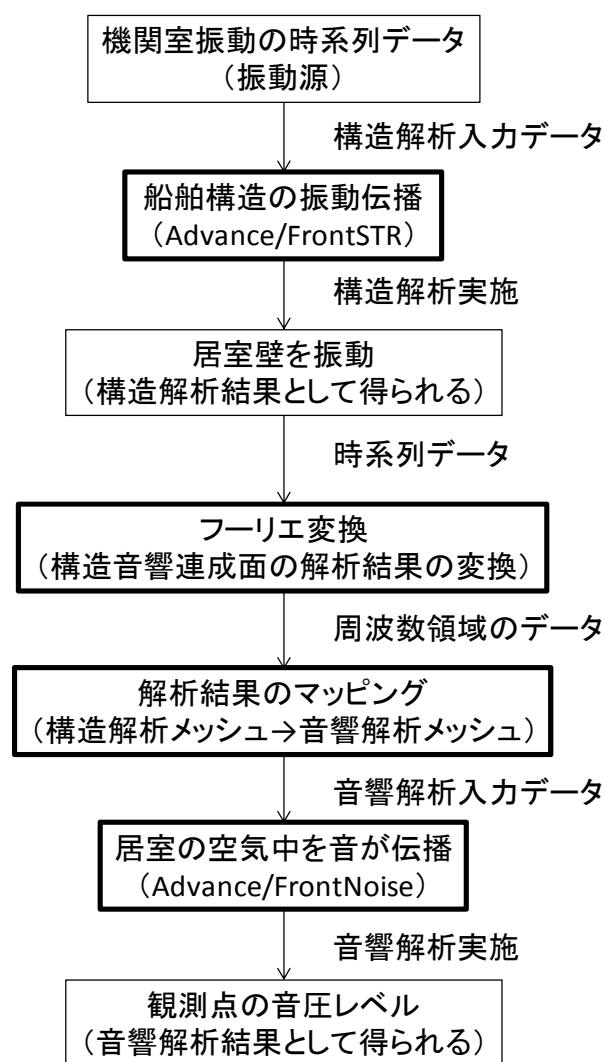 機関室振動の時系列データ
（振動源）
構造解析入力データ
船舶構造の振動伝播
（Advance/FrontSTR）
構造解析実施
居室壁を振動
（構造解析結果として得られる）
時系列データ
フーリエ変換
（構造音響連成面の解析結果の変換）
周波数領域のデータ
解析結果のマッピング
（構造解析メッシュ→音響解析メッシュ）
音響解析入力データ
居室の空気中を音が伝播
（Advance/FrontNoise）
音響解析実施
観測点の音圧レベル
（音響解析結果として得られる）